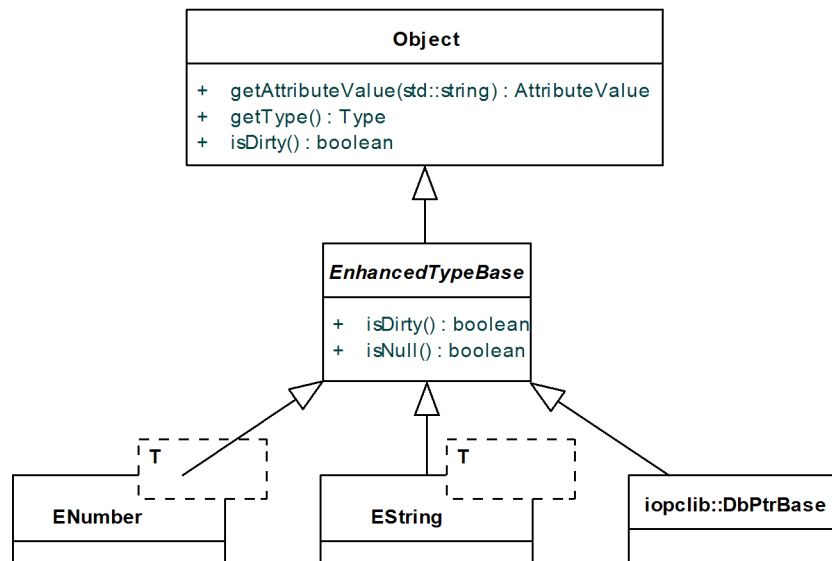 Object
+ getAttributeValue(std::string) : AttributeValue
+ getType() : Type
+ isDirty() : boolean
EnhancedTypeBase
+ isDirty() : boolean
+ isNull() : boolean
T
T
ENumber
EString
iopclib::DbPtrBase